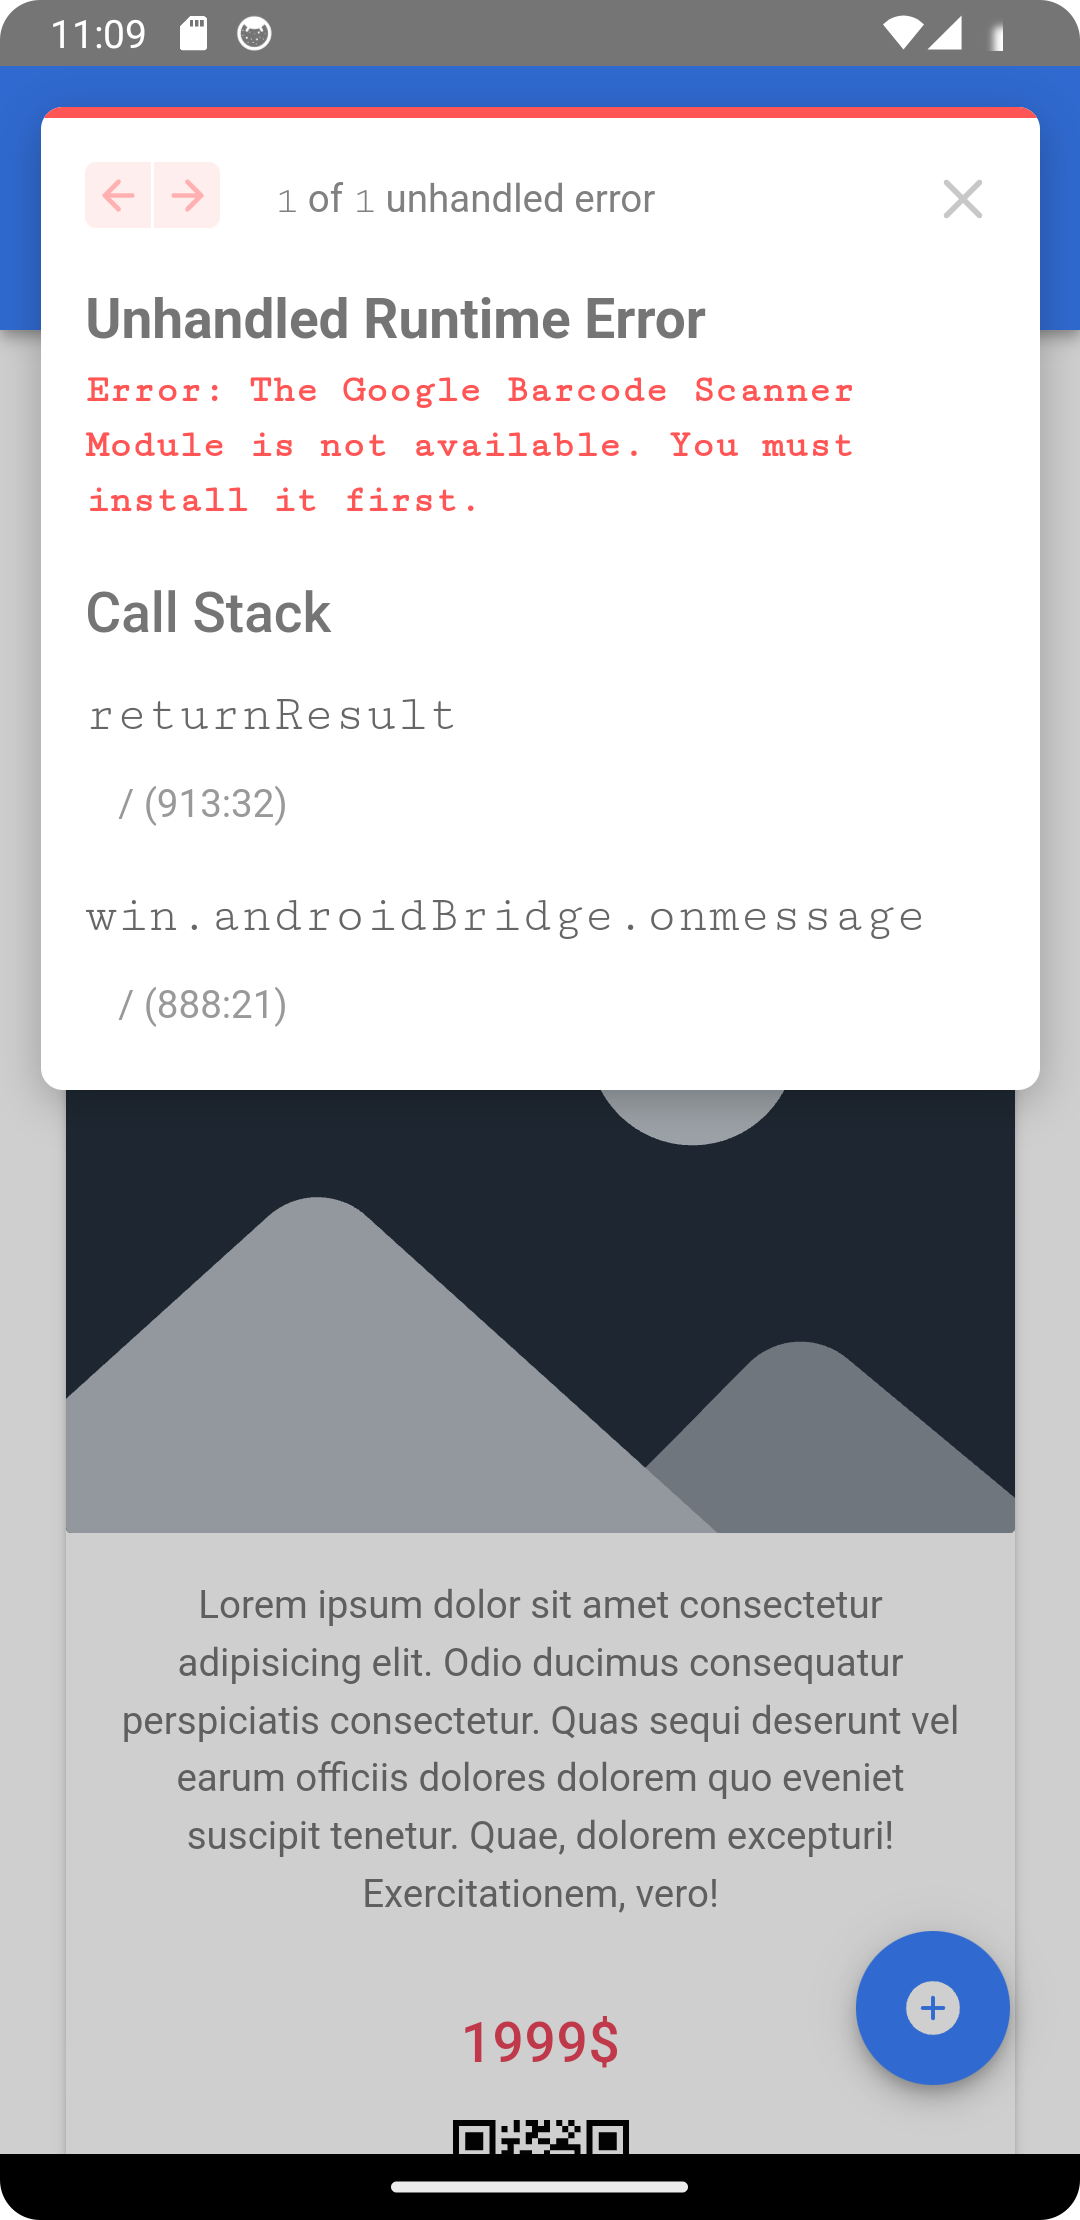 11:09
1 of 1 unhandled error
Unhandled Runtime Error
Error: The Google Barcode Scanner
Module is not available. You must
install it first.
Call Stack
returnResult
/ (913:32)
win.androidBridge.onmessage
/ (888:21)
Lorem ipsum dolor sit amet consectetur
adipisicing elit. Odio ducimus consequatur
perspiciatis consectetur. Quas sequi deserunt vel
earum officiis dolores dolorem quo eveniet
suscipit tenetur. Quae, dolorem excepturi!
Exercitationem, vero!
1999$